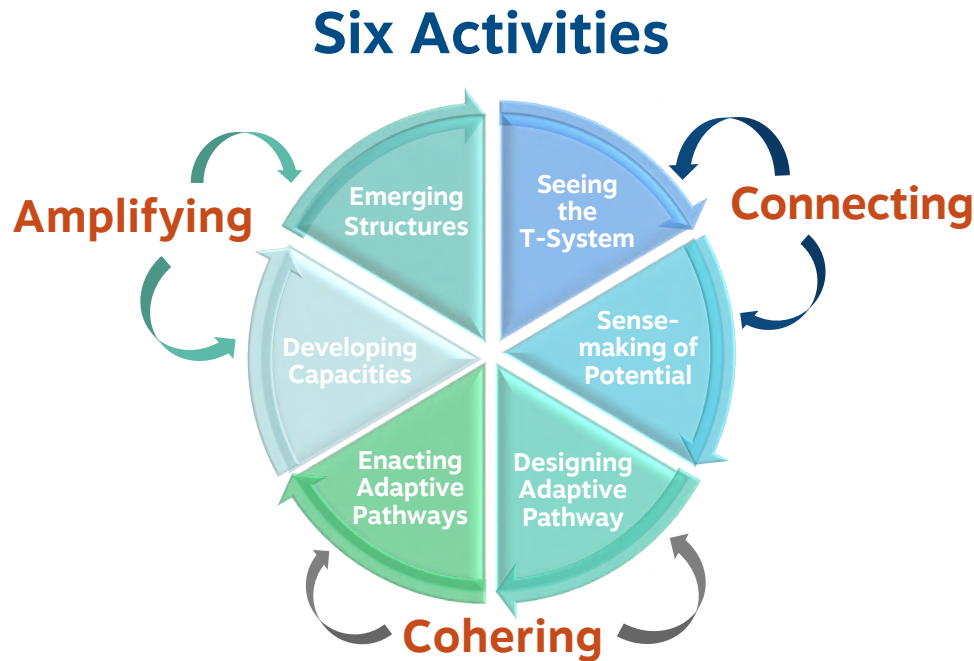 Six Activities
Seeing
the
T-System
Connecting
Sense-
making of
Potential
Designing
Adaptive
Pathway
Cohering
Enacting
Adaptive
Pathways
Developing
Capacities
Amplifying
Emerging
Structures